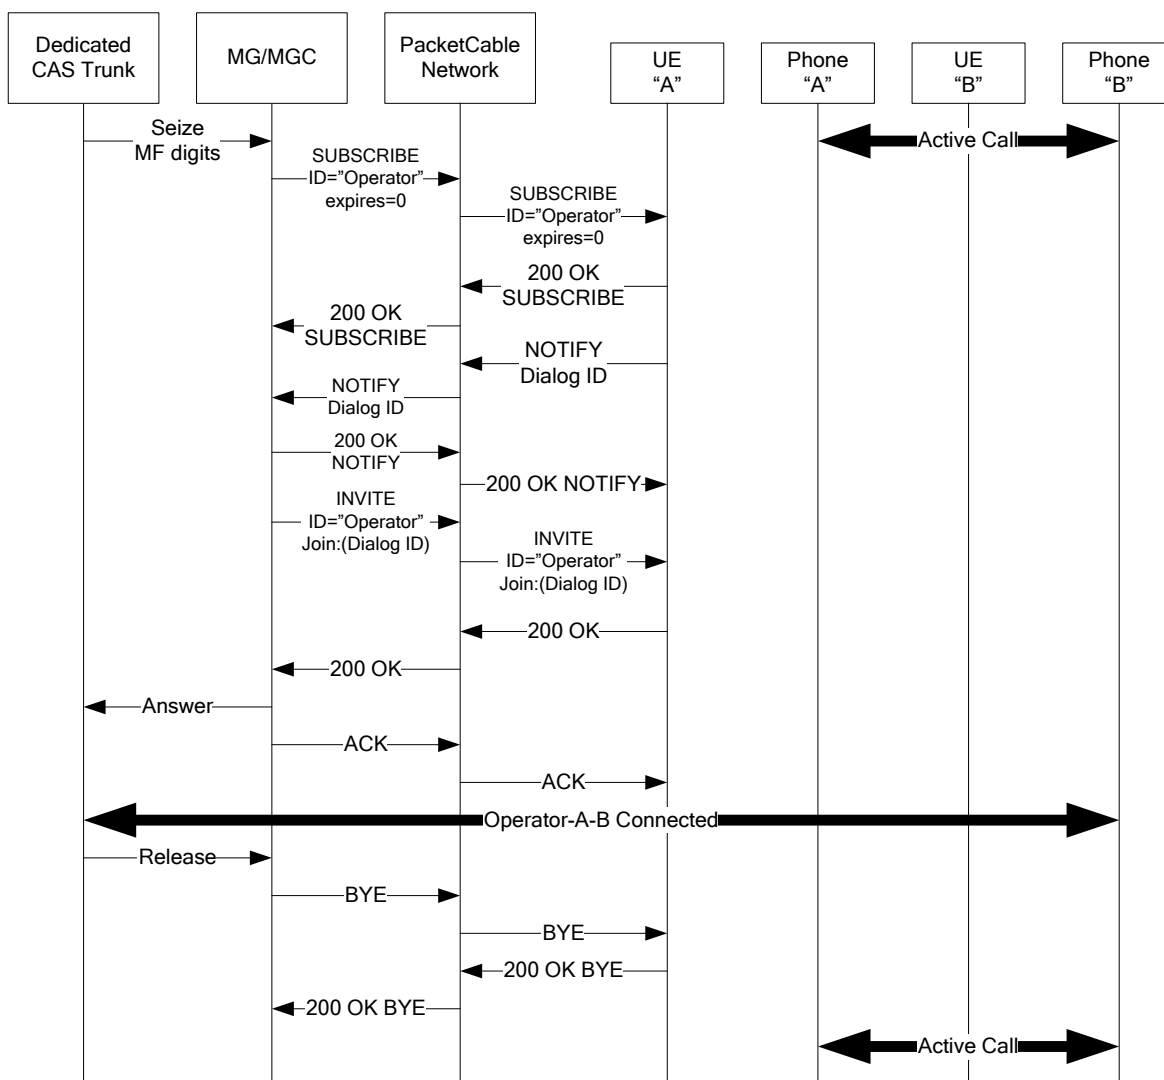 Dedicated
CAS Trunk
MG/MGC
PacketCable
Network
UE
“A”
Phone
“A”
UE
“B”
Phone
“B”
Seize
MF digits
Active Call
SUBSCRIBE
ID=”Operator”
expires=0
SUBSCRIBE
ID=”Operator”
expires=0
200 OK
SUBSCRIBE
200 OK
SUBSCRIBE
NOTIFY
Dialog ID
NOTIFY
Dialog ID
200 OK
NOTIFY
200 OK NOTIFY
INVITE
ID=”Operator”
Join:(Dialog ID)
INVITE
ID=”Operator”
Join:(Dialog ID)
200 OK
200 OK
Answer
ACK
ACK
Operator-A-B Connected
Release
BYE
BYE
200 OK BYE
200 OK BYE
Active Call